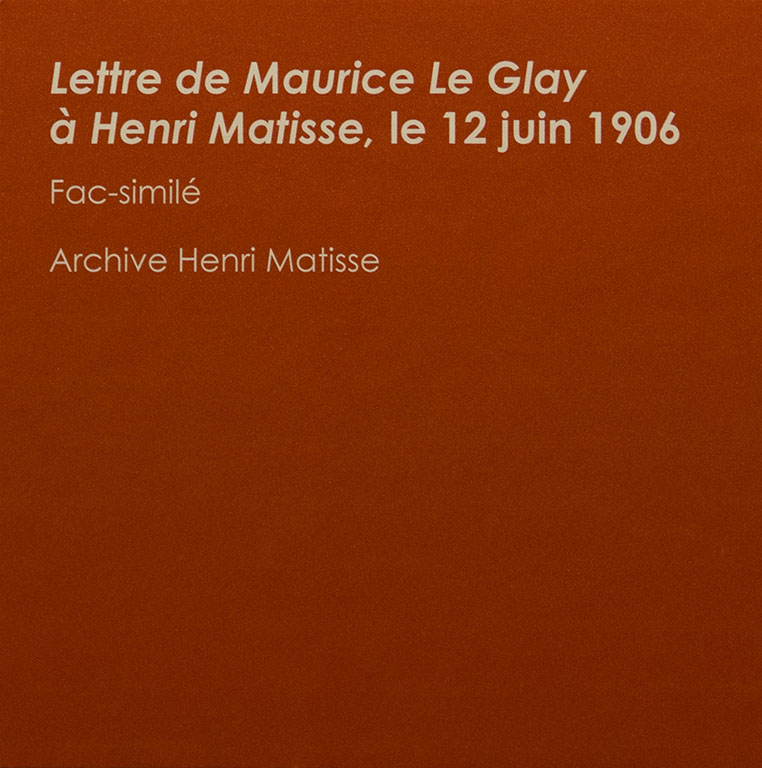 Lettre de Maurice Le Glay
à Henri Matisse, le 12 juin 1906
Fac-similé
Archive Henri Matisse